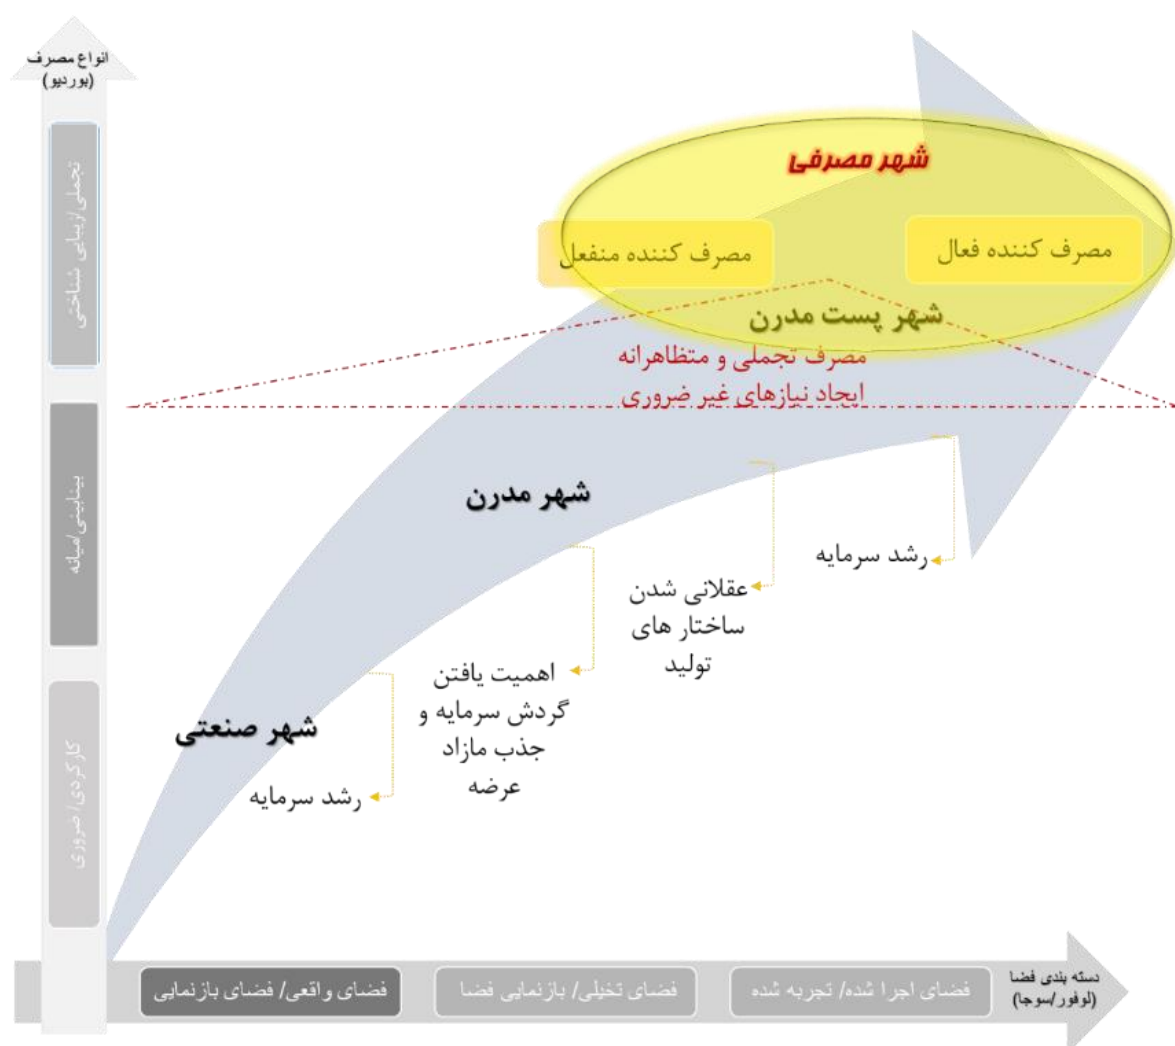 انواع مصرف
(بوردیو)
تجملی/زیبایی شناختی
بینابینی/میانه
کارکردی/ ضروری
شهر مصرفی
مصرف کننده فعال
مصرف کننده منفعل
شهر پست مدرن
مصرف تجملی و متظاهرانه
ایجاد نیازهای غیر ضروری
شهر مدرن
شهر صنعتی
رشد سرمایه
عقلانی شدن
ساختار های
تولید
اهمیت یافتن
گردش سرمایه و
جذب مازاد
عرضه
رشد سرمایه
دسته بندی فضا
(لوفور/سوجا)
فضای اجرا شده/ تجربه شده
فضای تخیلی/ بازنمایی فضا
فضای واقعی/ فضای بازنمایی